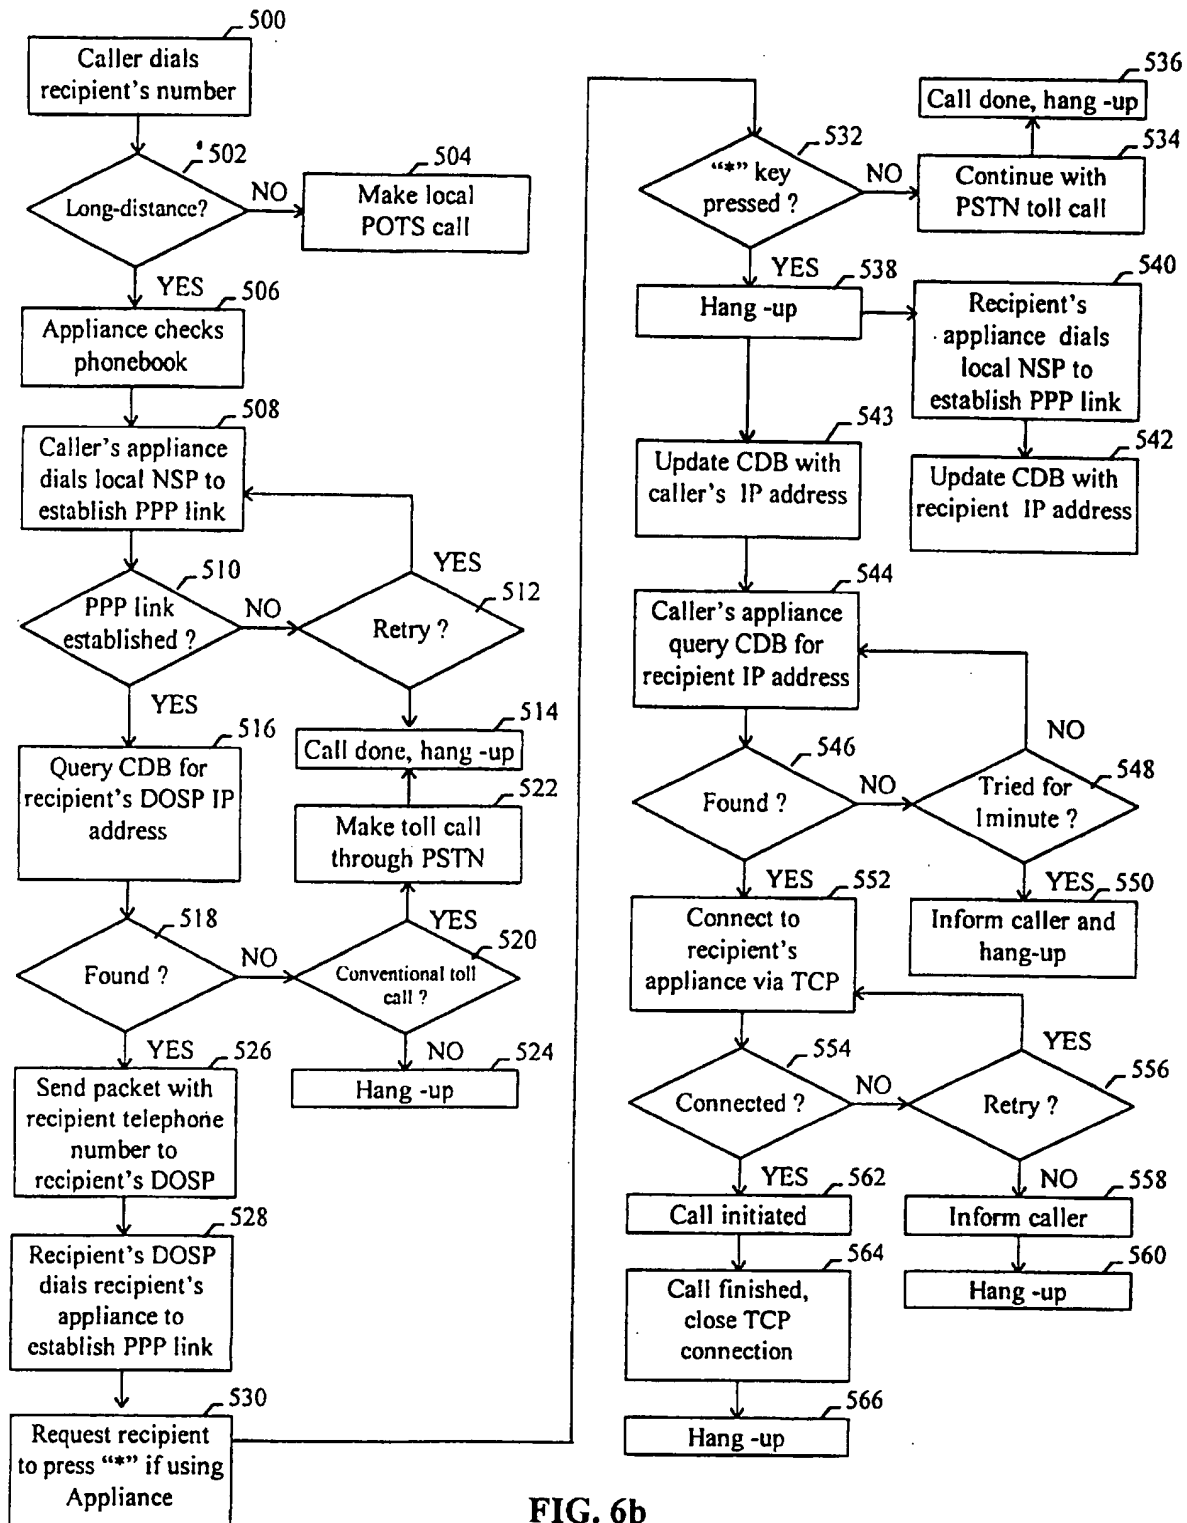 500
Caller dials
recipient's number
502
Long-distance?
NO
504
Make local
POTS call
YES
506
Appliance checks
phonebook
508
Caller's appliance
dials local NSP to
establish PPP link
510
PPP link
established ?
NO
YES
512
Retry ?
YES
514
Call done, hang -up
516
Query CDB for
recipient's DOSP IP
address
522
Make toll call
through PSTN
518
Found ?
NO
YES
520
Conventional toll
call ?
YES
NO
524
Hang -up
526
Send packet with
recipient telephone
number to
recipient's DOSP
528
Recipient's DOSP
dials recipient's
appliance to
establish PPP link
530
Request recipient
to press “*” if using
Appliance
532
“*” key
pressed ?
NO
534
Continue with
PSTN toll call
536
Call done, hang -up
YES
538
Hang -up
540
Recipient's
appliance dials
local NSP to
establish PPP link
542
Update CDB with
recipient IP address
543
Update CDB with
caller's IP address
544
Caller's appliance
query CDB for
recipient IP address
546
Found ?
NO
548
Tried for
1minute ?
NO
YES
550
Inform caller and
hang-up
YES
552
Connect to
recipient's
appliance via TCP
554
Connected ?
NO
556
Retry ?
YES
NO
558
Inform caller
560
Hang -up
YES
562
Call initiated
564
Call finished,
close TCP
connection
566
Hang -up
FIG. 6b